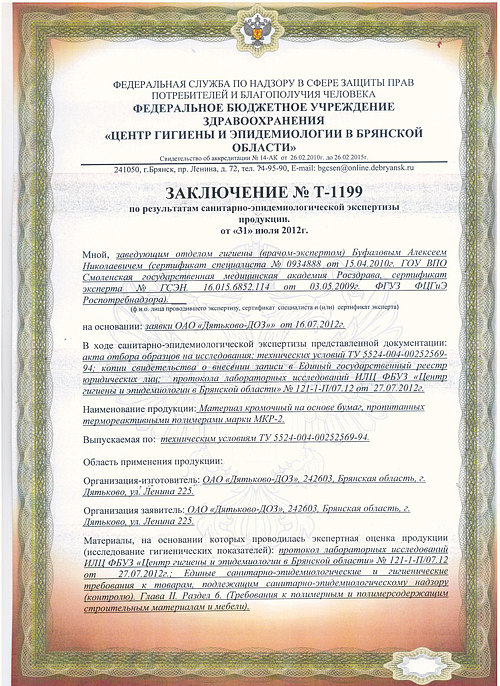 ФЕДЕРАЛЬНАЯ СЛУЖБА ПО НАДЗОРУ В СФЕРЕ ЗАЩИТЫ ПРАВ
ПОТРЕБИТЕЛЕЙ И БЛАГОПОЛУЧИЯ ЧЕЛОВЕКА
ФЕДЕРАЛЬНОЕ БЮДЖЕТНОЕ УЧРЕЖДЕНИЕ
ЗДРАВООХРАНЕНИЯ
«ЦЕНТР ГИГИЕНЫ И ЭПИДЕМИОЛОГИИ В БРЯНСКОЙ
ОБЛАСТИ»
Свидетельство об аккредитации № 14-АК от 26.02.2010г. до 26.02.2015г.
241050, г.Брянск, пр. Ленина, д. 72, тел. 74-95-90, E-mail: bgcsen@online.debryansk.ru
ЗАКЛЮЧЕНИЕ № Т-1199
по результатам санитарно-эпидемиологической экспертизы
продукции.
от «31» июля 2012г.
Мной, заведующим отделом гигиены (врачом-экспертом) Буфаловым Алексеем
Николаевичем (сертификат специалиста № 0934888 от 15.04.2010г. ГОУ ВПО
Смоленская государственная медицинская академия Росздрава, сертификат
эксперта № ГСЭН. 16.015.6852.114 от 03.05.2009г. ФГУЗ ФЦГиЭ
Роспотребнадзора).
(ф.и.о. лица проводившего экспертизу, сертификат специалиста и (или) сертификат эксперта)
на основании: заявки ОАО «Дятьково-ДОЗ»» от 16.07.2012г.
В ходе санитарно-эпидемиологической экспертизы представленной документации:
акта отбора образцов на исследования; технических условий ТУ 5524-004-00252569-
94; копии свидетельства о внесении записи в Единый государственный реестр
юридических лиц; протокола лабораторных исследований ИЛЦ ФБУЗ «Центр
гигиены и эпидемиологии в Брянской области» № 121-1-П/07.12 от 27.07.2012г.
Наименование продукции: Материал кромочный на основе бумаг, пропитанных
термореактивными полимерами марки МКР-2.
Выпускаемая по: техническим условиям ТУ 5524-004-00252569-94.
Область применения продукции:
Организация-изготовитель: ОАО «Дятьково-ДОЗ», 242603, Брянская область, г.
Дятьково, ул. Ленина 225.
Организация заявитель: ОАО «Дятьково-ДОЗ», 242603, Брянская область, г.
Дятьково, ул. Ленина 225.
Материалы, на основании которых проводилась экспертная оценка продукции
(исследование гигиенических показателей): протокол лабораторных исследований
ИЛЦ ФБУЗ «Центр гигиены и эпидемиологии в Брянской области» № 121-1-П/07.12
от 27.07.2012г.; Единые санитарно-эпидемиологические и гигиенические
требования к товарам, подлежащим санитарно-эпидемиологическому надзору
(контролю). Глава II. Раздел 6. (Требования к полимерным и полимерсодержащим
строительным материалам и мебели).